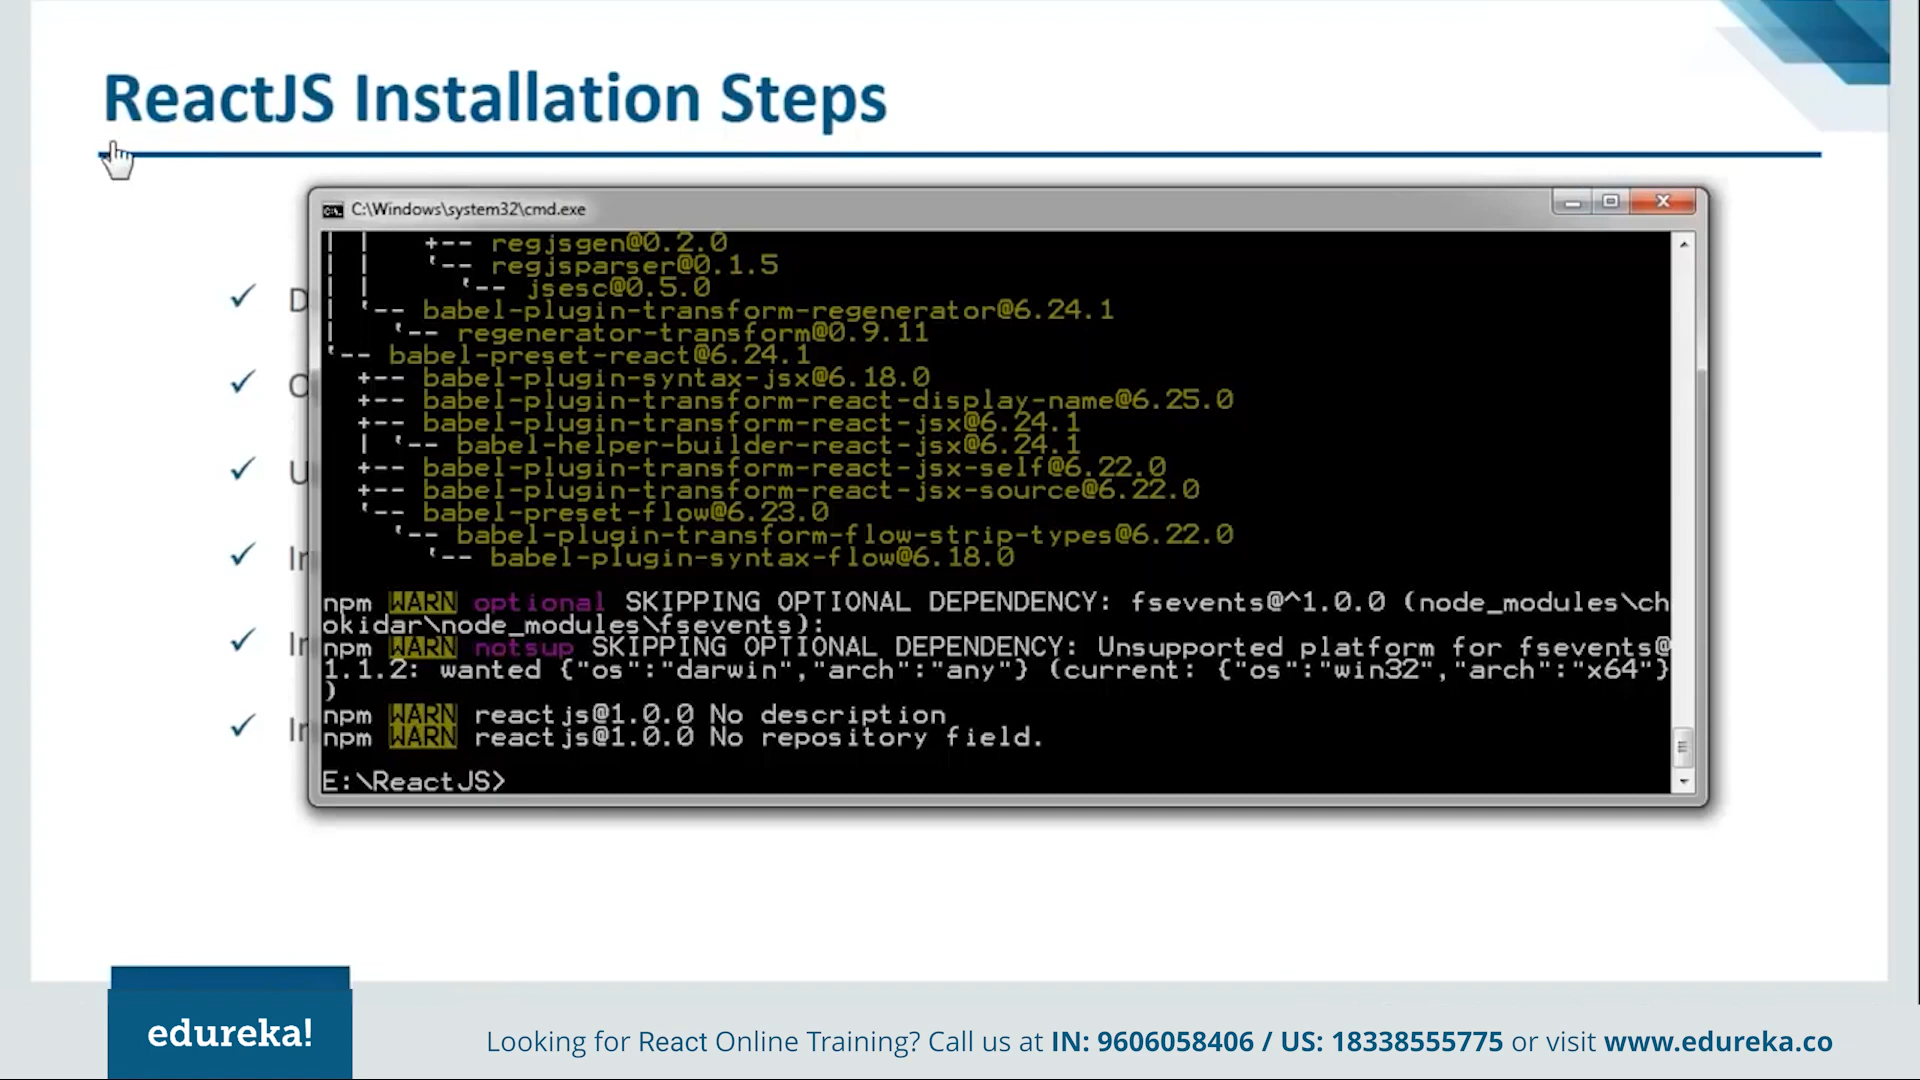 ReactJS Installation Steps
C:\Windows\system32\cmd.exe
| | +-- regjsgen@0.2.0
| | '-- regjsparser@0.1.5
| | '-- jsesc@0.5.0
| '-- babel-plugin-transform-regenerator@6.24.1
| '-- regenerator-transform@0.9.11
'-- babel-preset-react@6.24.1
+-- babel-plugin-syntax-jsx@6.18.0
+-- babel-plugin-transform-react-display-name@6.25.0
+-- babel-plugin-transform-react-jsx@6.24.1
| '-- babel-helper-builder-react-jsx@6.24.1
+-- babel-plugin-transform-react-jsx-self@6.22.0
+-- babel-plugin-transform-react-jsx-source@6.22.0
'-- babel-preset-flow@6.23.0
'-- babel-plugin-transform-flow-strip-types@6.22.0
'-- babel-plugin-syntax-flow@6.18.0
npm WARN optional SKIPPING OPTIONAL DEPENDENCY: fsevents@^1.0.0 (node_modules\ch
okidar\node_modules\fsevents):
npm WARN notsup SKIPPING OPTIONAL DEPENDENCY: Unsupported platform for fsevents@
1.1.2: wanted {"os":"darwin","arch":"any"} (current: {"os":"win32","arch":"x64"}
)
npm WARN reactjs@1.0.0 No description
npm WARN reactjs@1.0.0 No repository field.
E:\ReactJS>
edureka!
Looking for React Online Training? Call us at IN: 9606058406 / US: 18338555775 or visit www.edureka.co